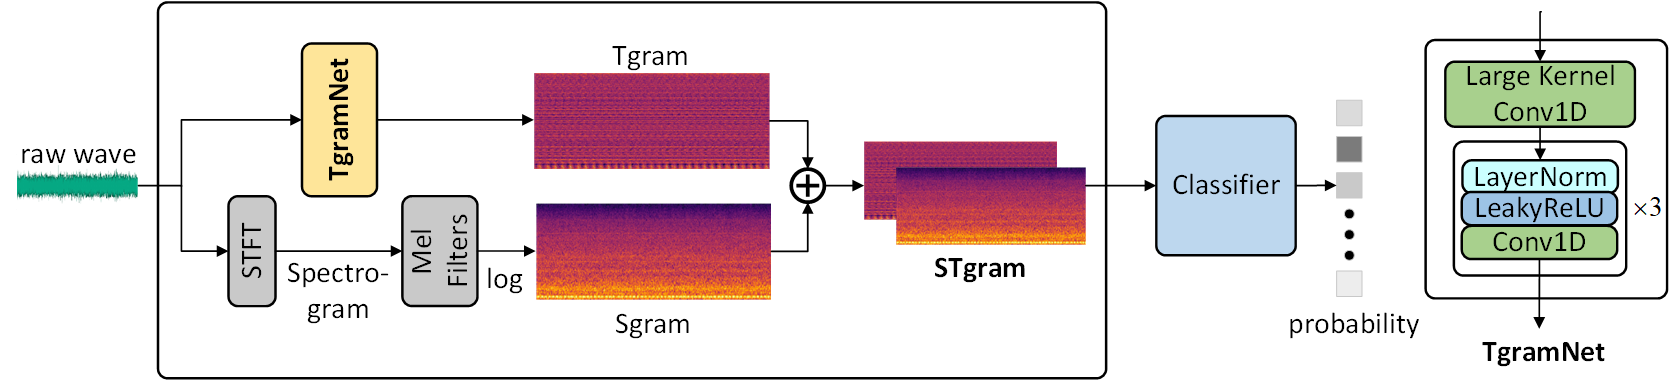 raw wave
TgramNet
STFT
Spectro-
gram
Mel
Filters
log
Tgram
Sgram
STgram
Classifier
probability
Large Kernel
Conv1D
LayerNorm
LeakyReLU
Conv1D
×3
TgramNet